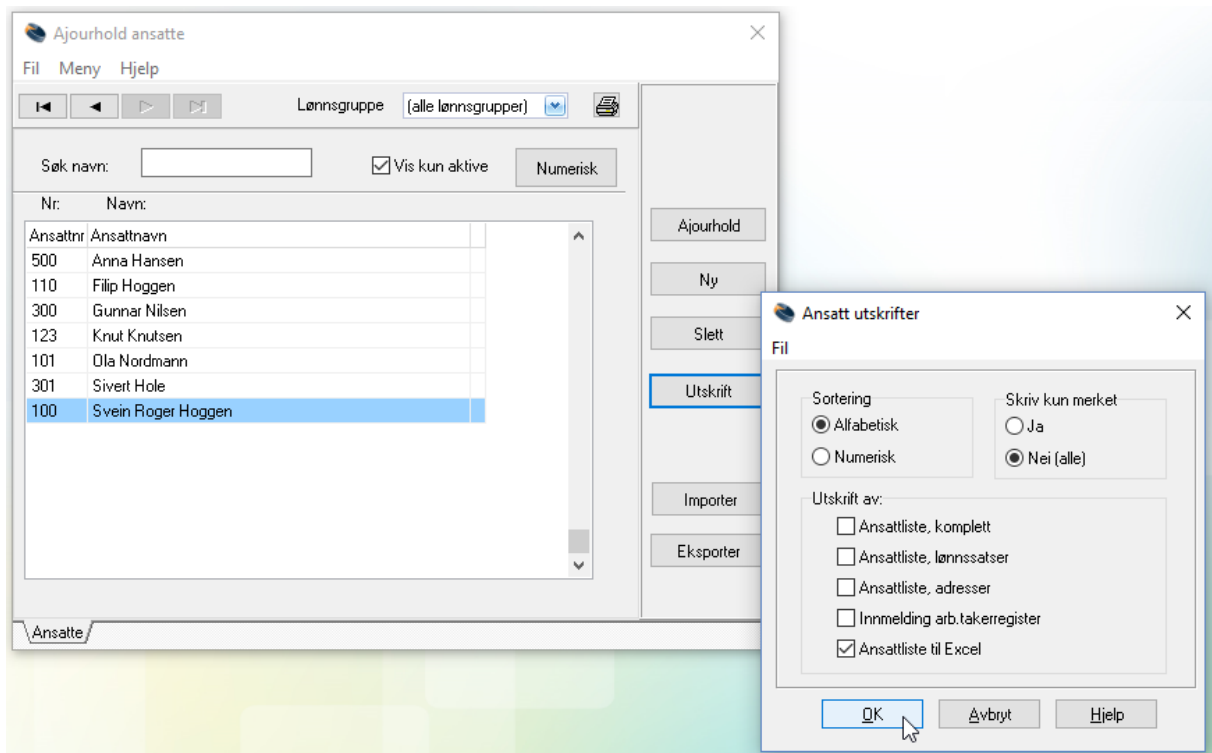 Ajourhold ansatte
Fil Meny Hjelp
Lønnsgruppe (alle lønnsgrupper)
Søk navn: Vis kun aktive Numerisk
Nr: Navn:
Ansattnr Ansattnavn
500 Anna Hansen
110 Filip Hoggen
300 Gunnar Nilsen
123 Knut Knutsen
101 Ola Nordmann
301 Sivert Hole
100 Svein Roger Hoggen
Ansatte
Ajourhold
Ny
Slett
Utskrift
Importer
Eksporter
Ansatt utskrifter
Fil
Sortering
Alfabetisk
Numerisk
Skriv kun merket
Ja
Nei (alle)
Utskrift av:
Ansattliste, komplett
Ansattliste, lønnssatser
Ansattliste, adresser
Innmelding arb.takerregister
Ansattliste til Excel
OK Avbryt Hjelp